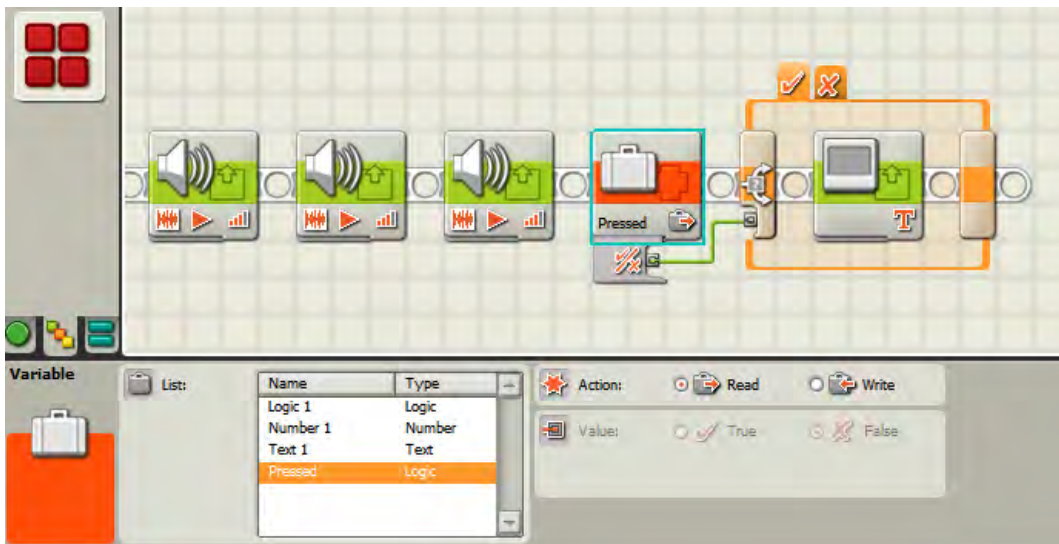 Pressed
T
Variable
List:
Name Type
Logic 1 Logic
Number 1 Number
Text 1 Text
Pressed Logic
Action: Read Write
Value: True False